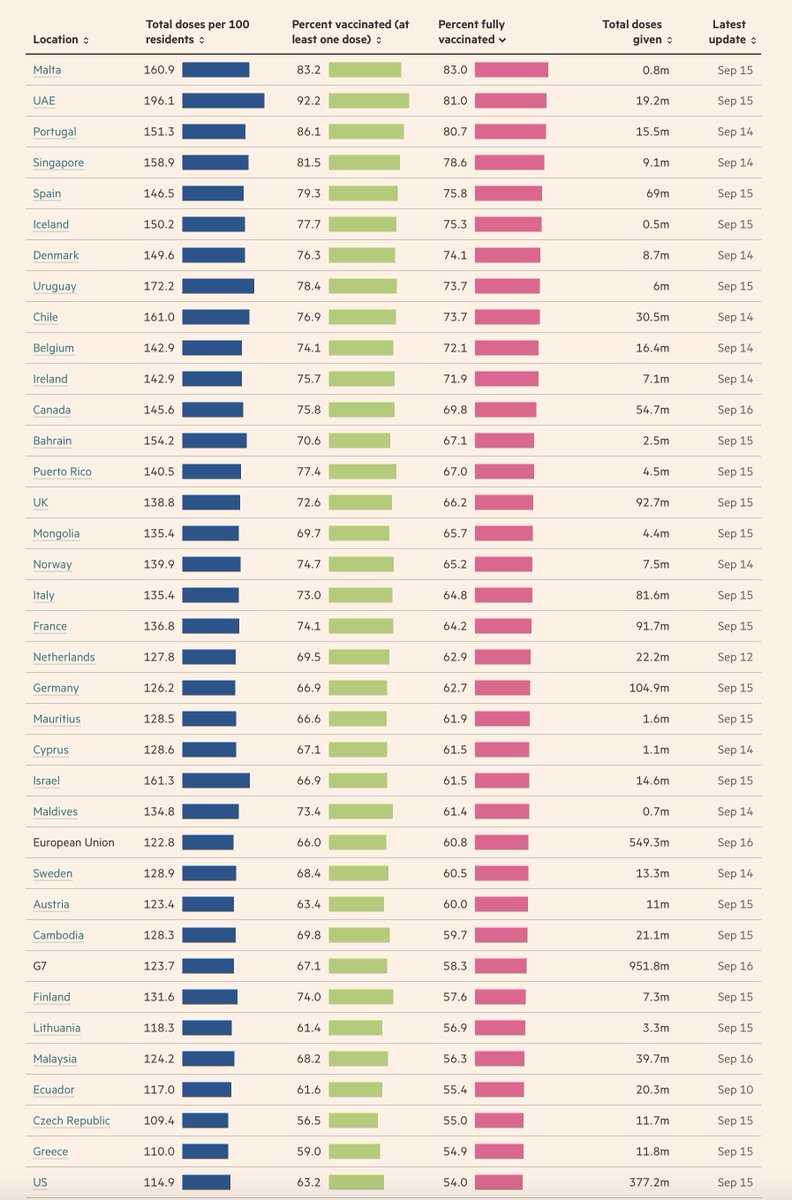 Location Total doses per 100 residents Percent vaccinated (at least one dose) Percent fully vaccinated Total doses given Latest update
Malta 160.9 83.2 83.0 0.8m Sep 15
UAE 196.1 92.2 81.0 19.2m Sep 15
Portugal 151.3 86.1 80.7 15.5m Sep 14
Singapore 158.9 81.5 78.6 9.1m Sep 14
Spain 146.5 79.3 75.8 69m Sep 15
Iceland 150.2 77.7 75.3 0.5m Sep 15
Denmark 149.6 76.3 74.1 8.7m Sep 14
Uruguay 172.2 78.4 73.7 6m Sep 15
Chile 161.0 76.9 73.7 30.5m Sep 14
Belgium 142.9 74.1 72.1 16.4m Sep 14
Ireland 142.9 75.7 71.9 7.1m Sep 14
Canada 145.6 75.8 69.8 54.7m Sep 16
Bahrain 154.2 70.6 67.1 2.5m Sep 15
Puerto Rico 140.5 77.4 67.0 4.5m Sep 15
UK 138.8 72.6 66.2 92.7m Sep 15
Mongolia 135.4 69.7 65.7 4.4m Sep 15
Norway 139.9 74.7 65.2 7.5m Sep 14
Italy 135.4 73.0 64.8 81.6m Sep 15
France 136.8 74.1 64.2 91.7m Sep 15
Netherlands 127.8 69.5 62.9 22.2m Sep 12
Germany 126.2 66.9 62.7 104.9m Sep 15
Mauritius 128.5 66.6 61.9 1.6m Sep 15
Cyprus 128.6 67.1 61.5 1.1m Sep 14
Israel 161.3 66.9 61.5 14.6m Sep 15
Maldives 134.8 73.4 61.4 0.7m Sep 14
European Union 122.8 66.0 60.8 549.3m Sep 16
Sweden 128.9 68.4 60.5 13.3m Sep 14
Austria 123.4 63.4 60.0 11m Sep 15
Cambodia 128.3 69.8 59.7 21.1m Sep 15
G7 123.7 67.1 58.3 951.8m Sep 16
Finland 131.6 74.0 57.6 7.3m Sep 15
Lithuania 118.3 61.4 56.9 3.3m Sep 15
Malaysia 124.2 68.2 56.3 39.7m Sep 16
Ecuador 117.0 61.6 55.4 20.3m Sep 10
Czech Republic 109.4 56.5 55.0 11.7m Sep 15
Greece 110.0 59.0 54.9 11.8m Sep 15
US 114.9 63.2 54.0 377.2m Sep 15